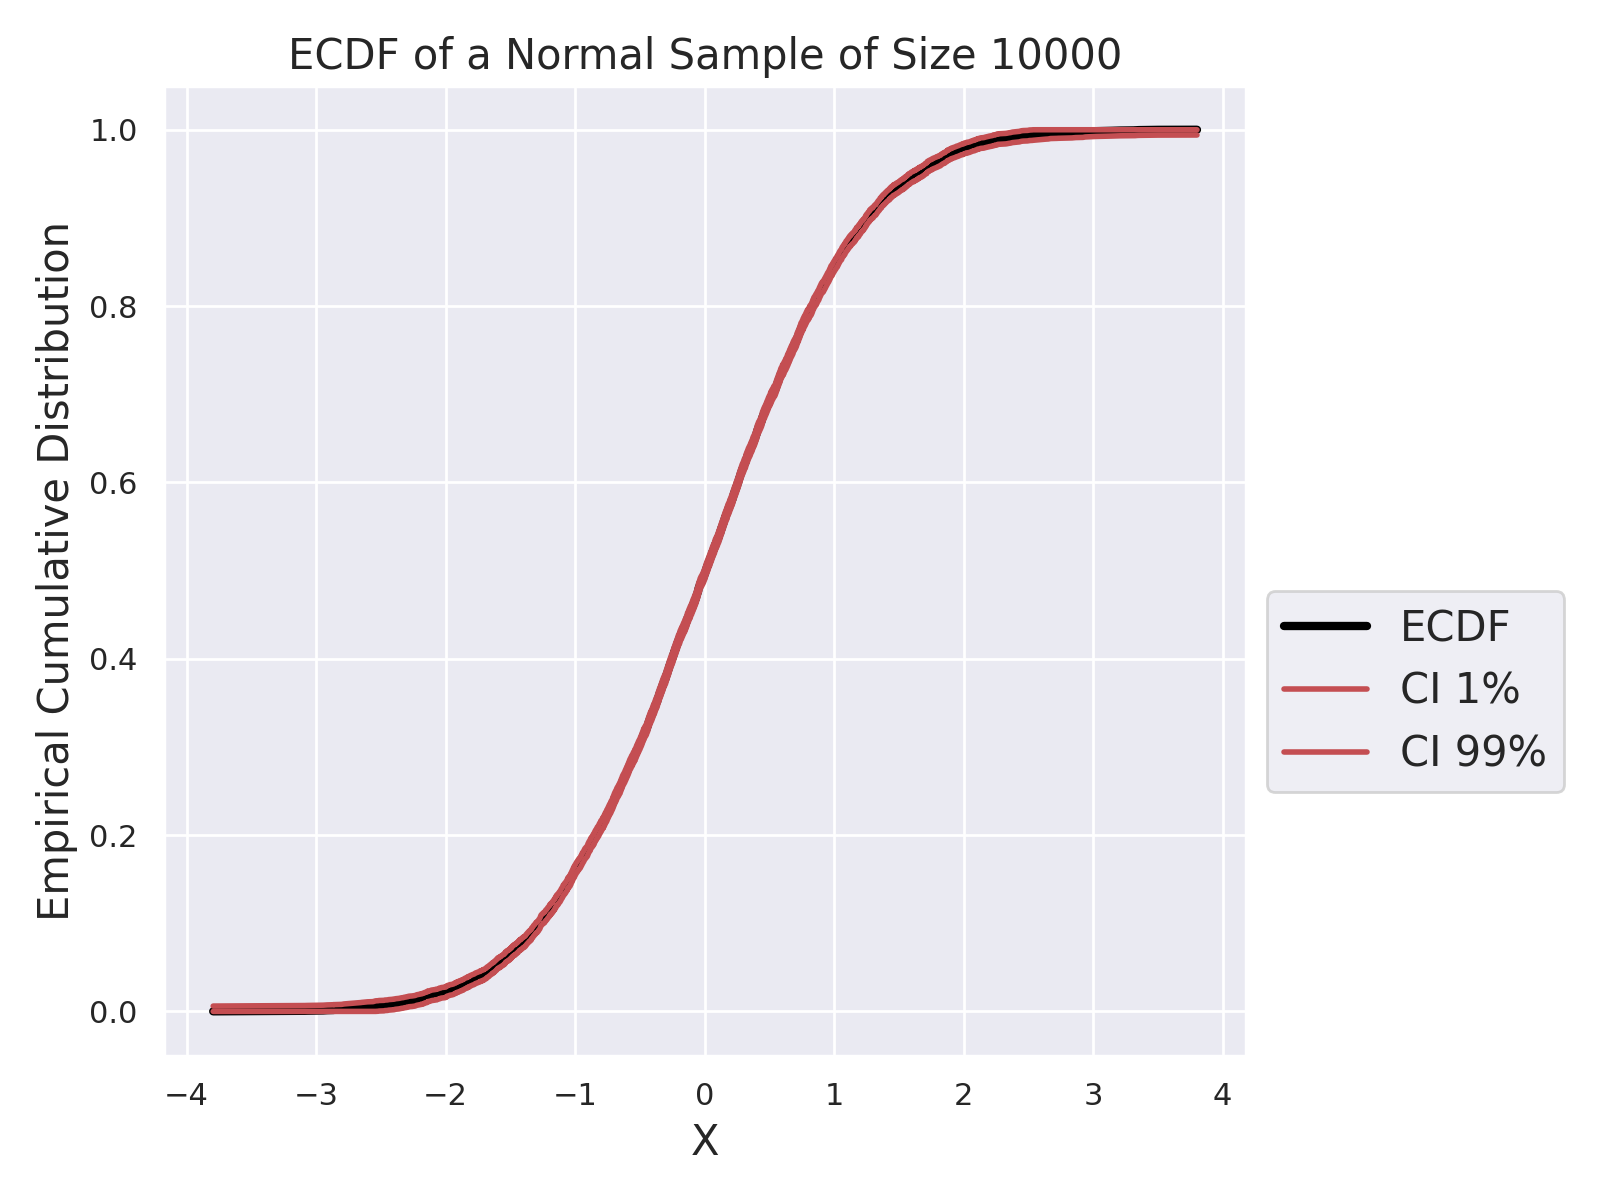 ECDF of a Normal Sample of Size 10000
Empirical Cumulative Distribution
1.0
0.8
0.6
0.4
0.2
0.0
−4 −3 −2 −1 0 1 2 3 4
X
ECDF
CI 1%
CI 99%